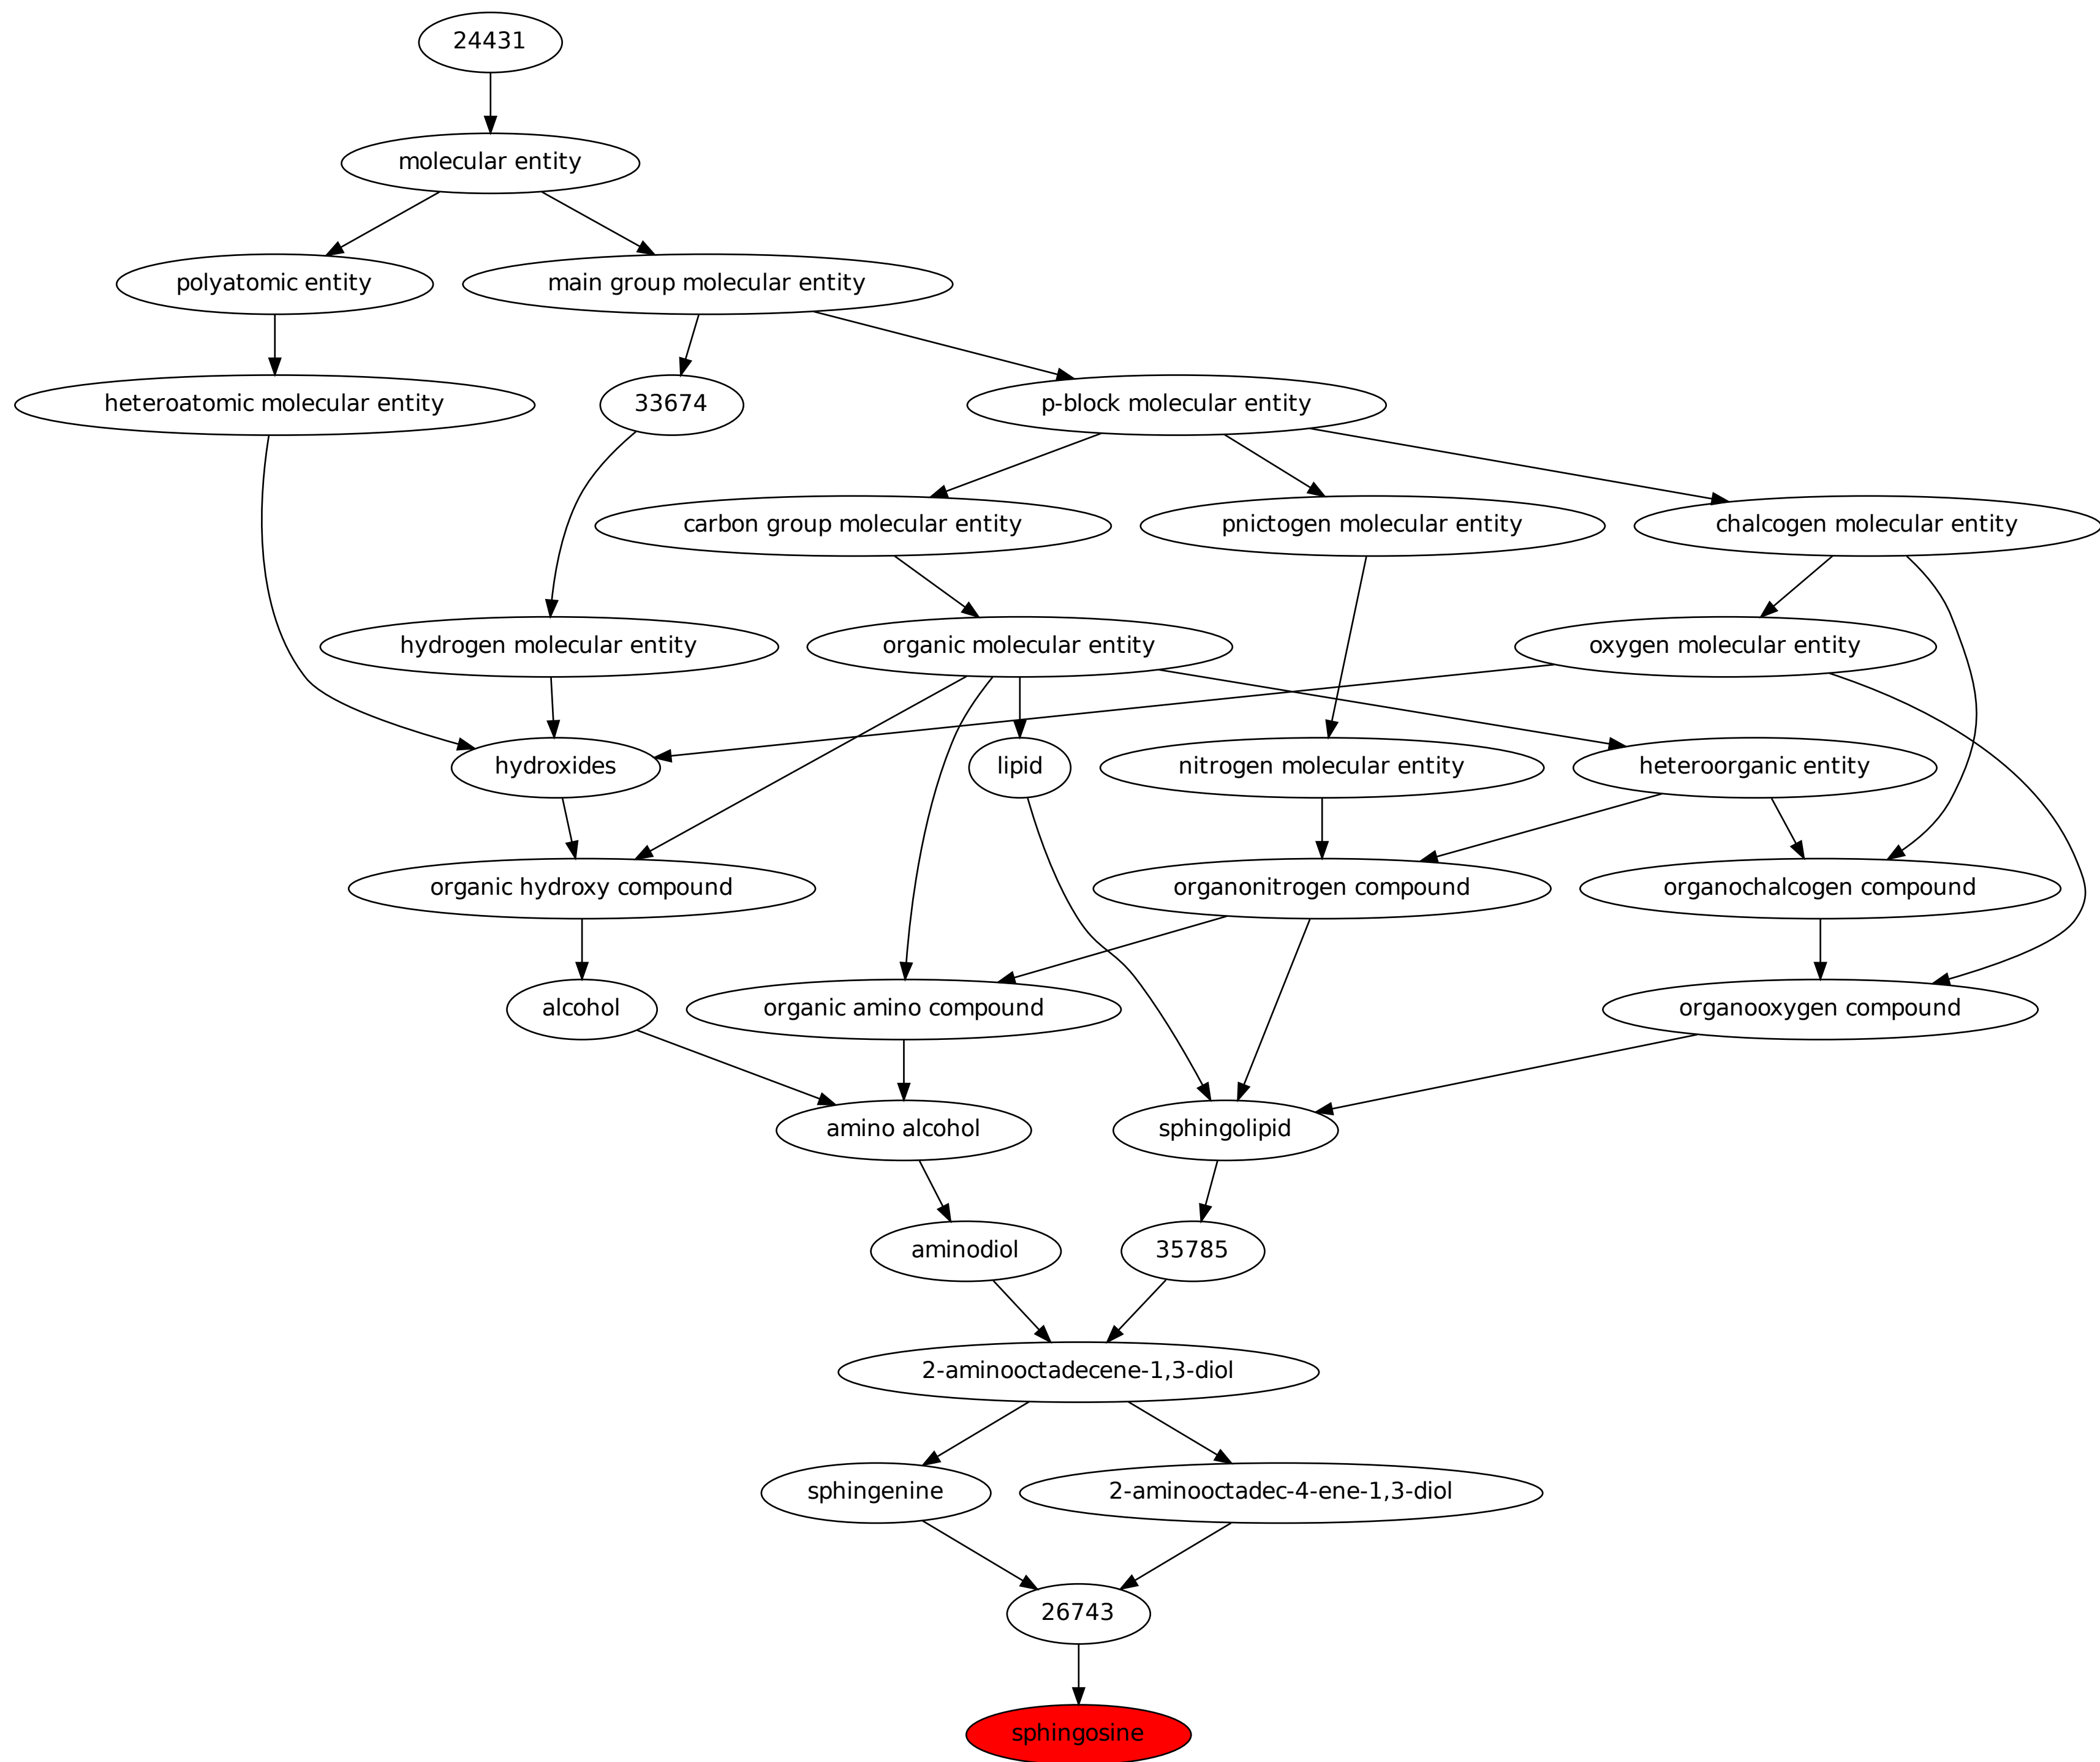 24431
molecular entity
polyatomic entity
main group molecular entity
heteroatomic molecular entity
33674
p-block molecular entity
carbon group molecular entity
pnictogen molecular entity
chalcogen molecular entity
hydrogen molecular entity
organic molecular entity
oxygen molecular entity
hydroxides
lipid
nitrogen molecular entity
heteroorganic entity
organic hydroxy compound
organonitrogen compound
organochalcogen compound
alcohol
organic amino compound
organooxygen compound
amino alcohol
sphingolipid
aminodiol
35785
2-aminooctadecene-1,3-diol
sphingenine
2-aminooctadec-4-ene-1,3-diol
26743
sphingosine